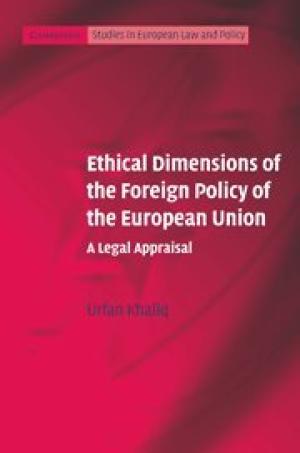 CAMBRIDGE Studies in European Law and Policy
Ethical Dimensions of
the Foreign Policy of
the European Union
A Legal Appraisal
Urfan Khaliq